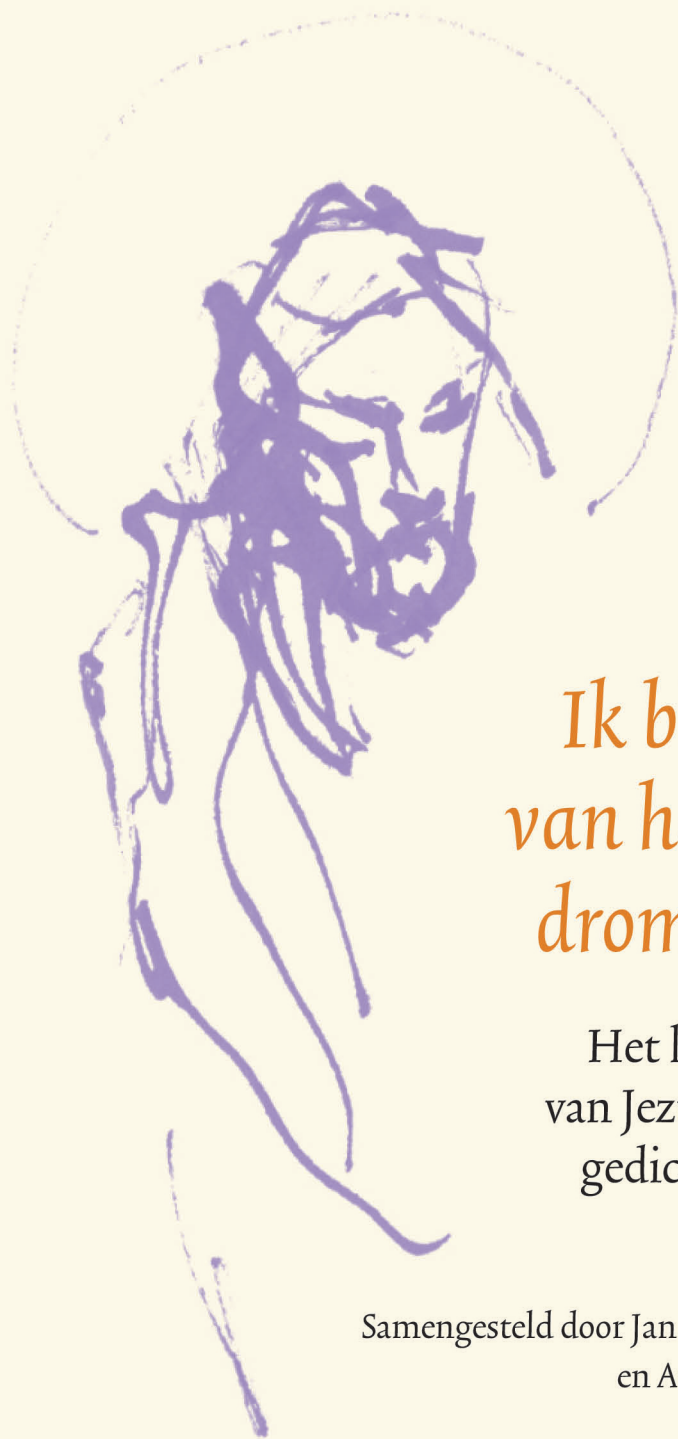 Ik b
van h
drom
Het l
van Jez
gedic
Samengesteld door Jan
en A